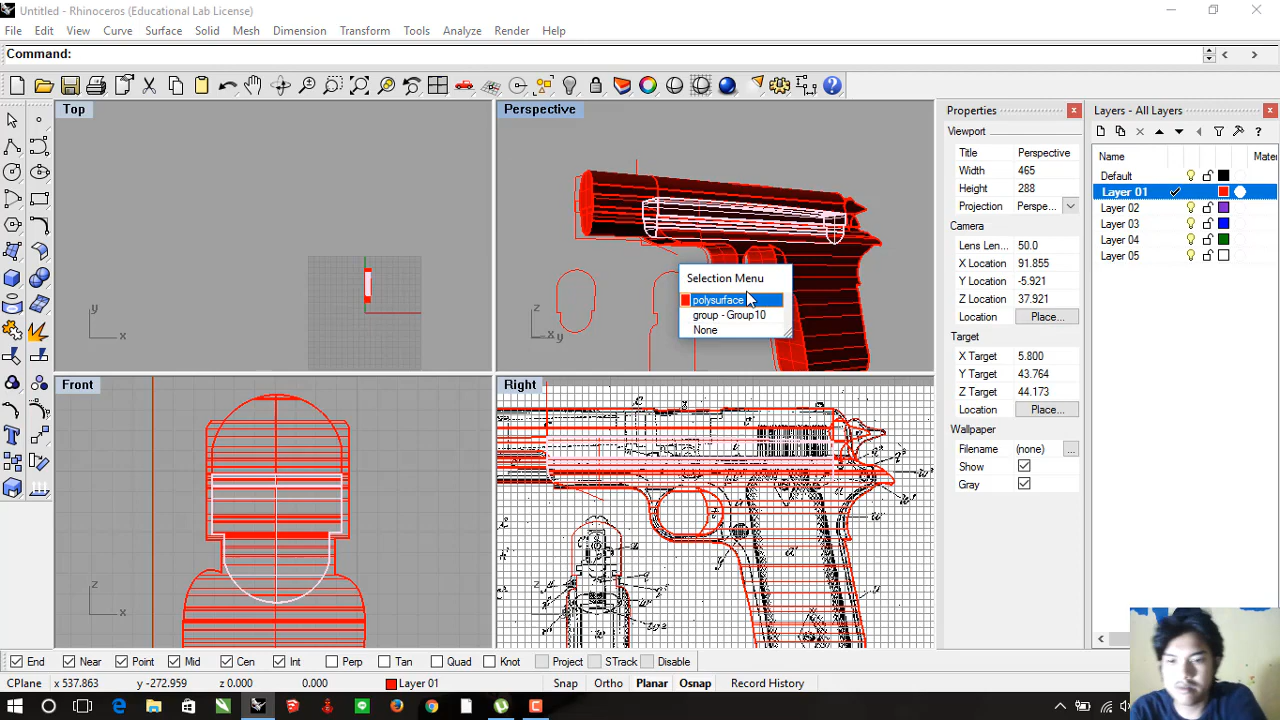 Untitled - Rhinoceros (Educational Lab License)
File Edit View Curve Surface Solid Mesh Dimension Transform Tools Analyze Render Help
Command:
Top
Perspective
Properties
Layers - All Layers
Viewport
Title Perspective
Width 465
Height 288
Projection Perspe...
Camera
Lens Len... 50.0
X Location 91.855
Y Location -5.921
Z Location 37.921
Location Place...
Target
X Target 5.800
Y Target 43.764
Z Target 44.173
Location Place...
Wallpaper
Filename (none) ...
Show
Gray
Name Mater
Default
Layer 01
Layer 02
Layer 03
Layer 04
Layer 05
Selection Menu
polysurface
group - Group10
None
y
x
z
x y
Front
Right
z
x
z
End Near Point Mid Cen Int Perp Tan Quad Knot Project STrack Disable
CPlane x 537.863 y -272.959 z 0.000 0.000 Layer 01 Snap Ortho Planar Osnap Record History